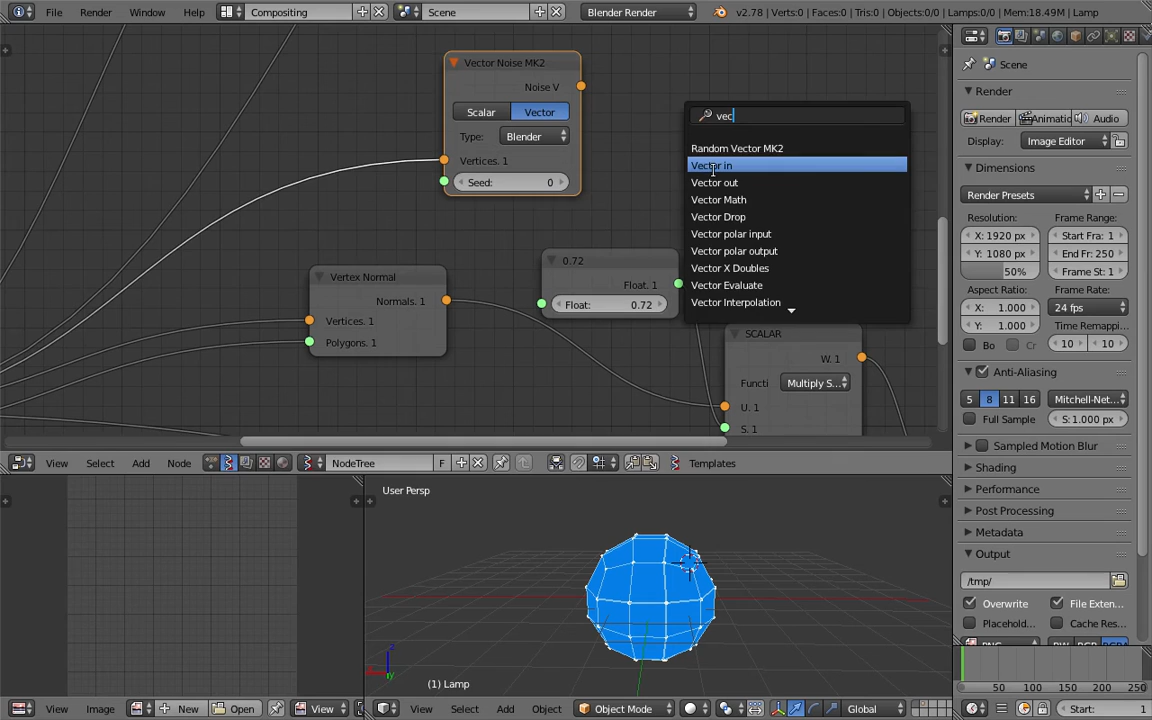 File Render Window Help Compositing Scene Blender Render v2.78 | Verts:0 | Faces:0 | Tris:0 | Objects:0/0 | Lamps:0/0 | Mem:18.49M | Lamp
Vector Noise MK2
Noise V
Scalar Vector
Type: Blender
Vertices. 1
Seed: 0
vec
Random Vector MK2
Vector in
Vector out
Vector Math
Vector Drop
Vector polar input
Vector polar output
Vector X Doubles
Vector Evaluate
Vector Interpolation
Vertex Normal
Normals. 1
Vertices. 1
Polygons. 1
0.72
Float. 1
Float: 0.72
SCALAR
W. 1
Functi Multiply S...
U. 1
S. 1
View Select Add Node NodeTree F Templates
User Persp
(1) Lamp
z
y
View Image New Open View
View Select Add Object Object Mode Global
Scene
Render
Render Animatic Audio
Display: Image Editor
Dimensions
Render Presets
Resolution: Frame Range:
X: 1920 px Start Fra: 1
Y: 1080 px End Fr: 250
50% Frame St: 1
Aspect Ratio: Frame Rate:
X: 1.000 24 fps
Y: 1.000 Time Remappi...
Bo Cr 10 10
Anti-Aliasing
5 8 11 16 Mitchell-Net...
Full Sample S: 1.000 px
Sampled Motion Blur
Shading
Performance
Post Processing
Metadata
Output
/tmp/
Overwrite File Exten...
Placehold... Cache Res...
50 100 150 200 250
Start: 1